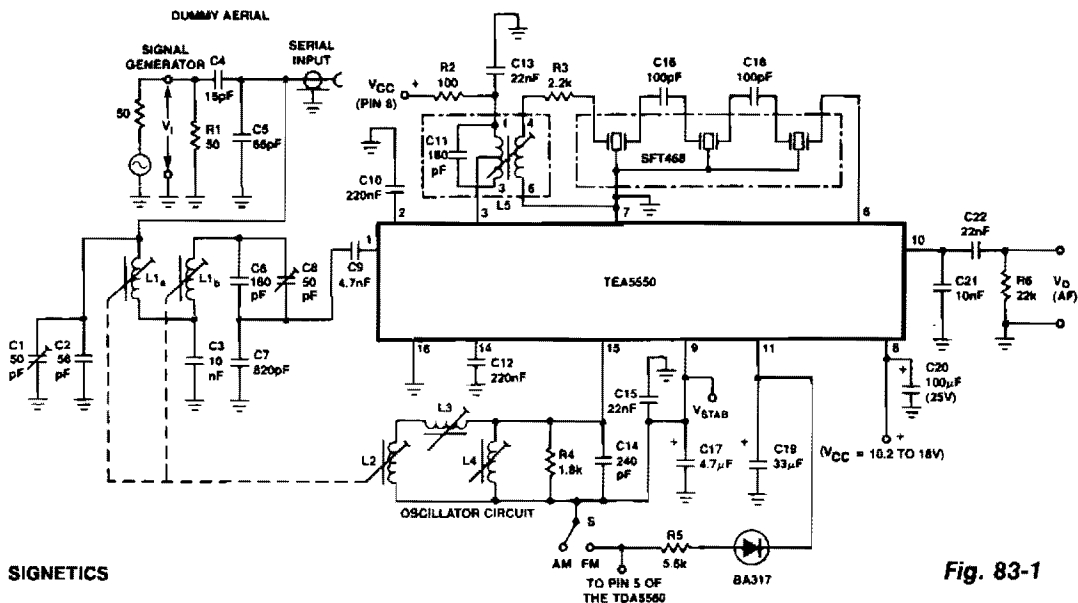 DUMMY AERIAL
SIGNAL
GENERATOR
C4
15pF
SERIAL
INPUT
50
V_I
R1
50
C5
66pF
V_CC
(PIN 8)
R2
100
C13
22nF
R3
2.2k
C16
100pF
C18
100pF
C11
180
pF
1
4
3
6
L5
SFT468
C10
220nF
2
3
7
6
1
C9
4.7nF
TEA5550
10
C22
22nF
C21
10nF
R6
22k
V_O
(AF)
L1a
L1b
C6
160
pF
C8
50
pF
C1
50
pF
C2
56
pF
C3
10
nF
C7
820pF
16
14
C12
220nF
15
9
11
8
C15
22nF
V_STAB
C20
100μF
(25V)
+
L3
L2
L4
R4
1.8k
C14
240
pF
+
C17
4.7μF
+
C19
33μF
+
(V_CC = 10.2 TO 18V)
OSCILLATOR CIRCUIT
S
AM
FM
R5
5.6k
BA317
TO PIN 5 OF
THE TDA5560
SIGNETICS
Fig. 83-1